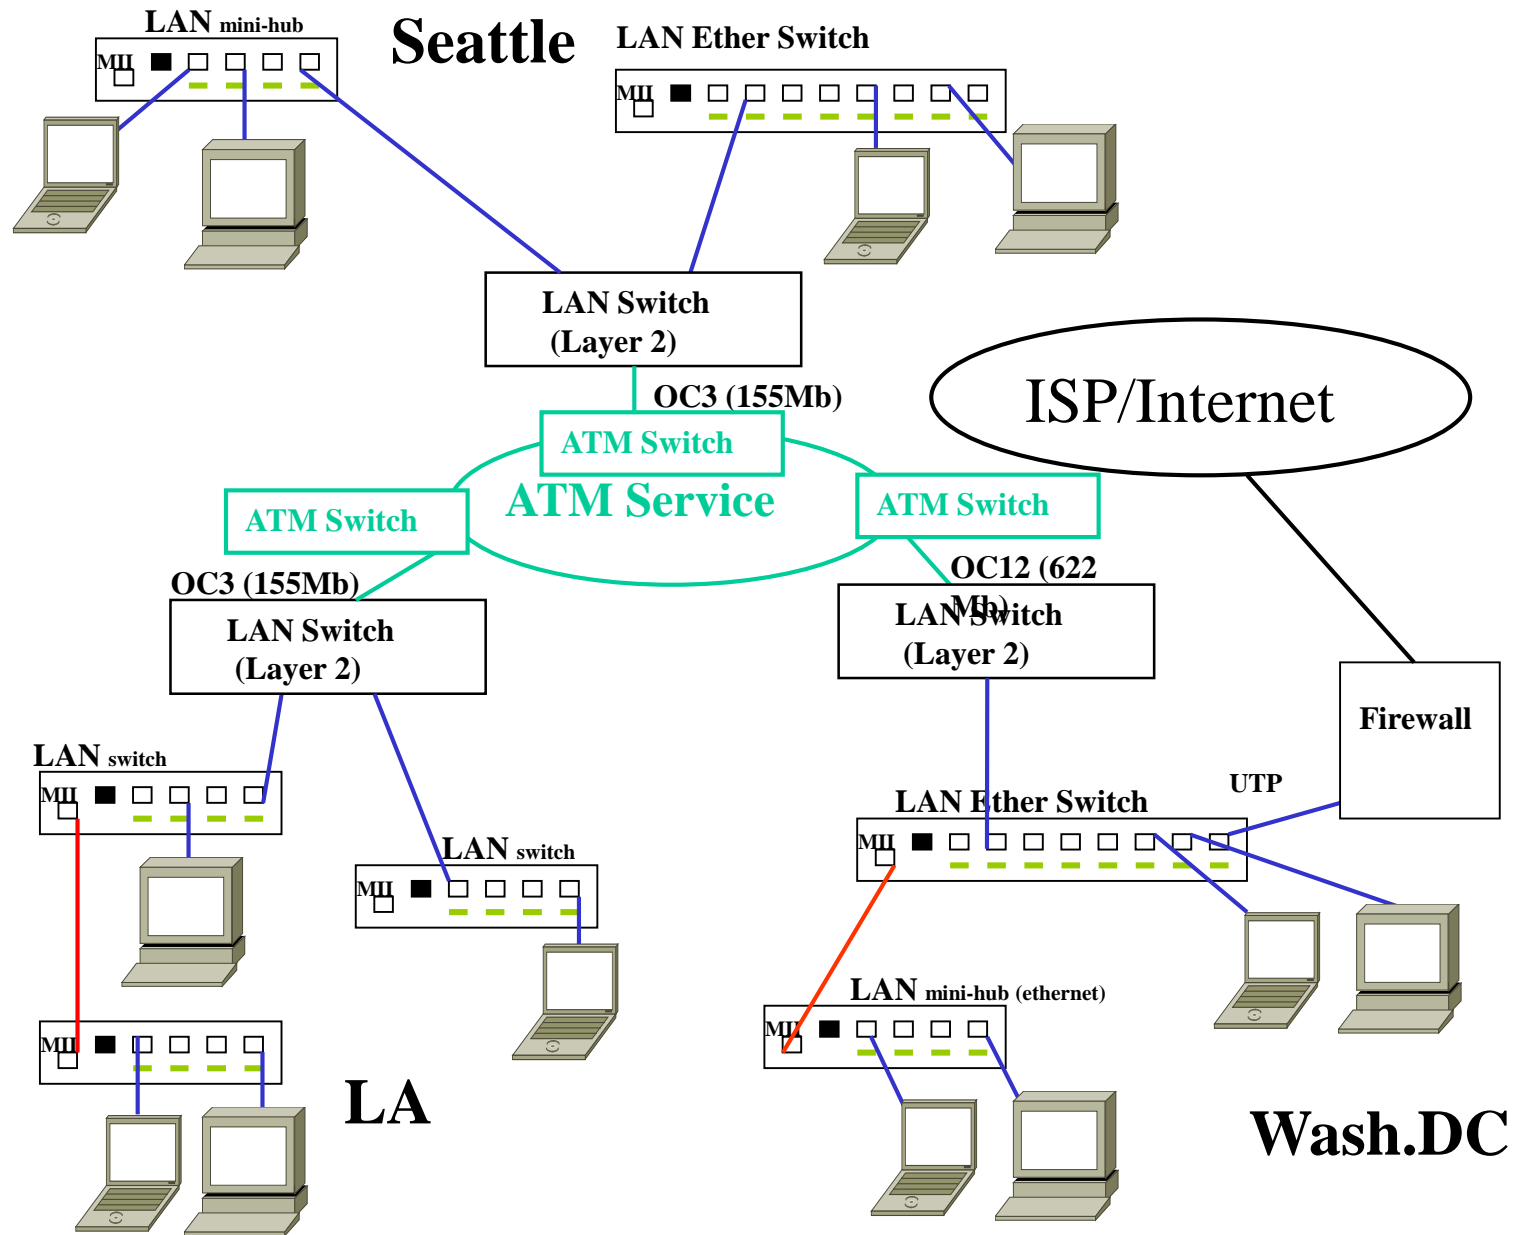 LAN mini-hub
Seattle
LAN Ether Switch
MII
MII
LAN Switch
(Layer 2)
OC3 (155Mb)
ISP/Internet
ATM Switch
ATM Service
ATM Switch
ATM Switch
OC3 (155Mb)
OC12 (622
Mb)
LAN Switch
(Layer 2)
LAN Switch
(Layer 2)
Firewall
LAN switch
MII
UTP
LAN Ether Switch
MII
LAN switch
MII
LAN mini-hub (ethernet)
MII
MII
LA
Wash.DC